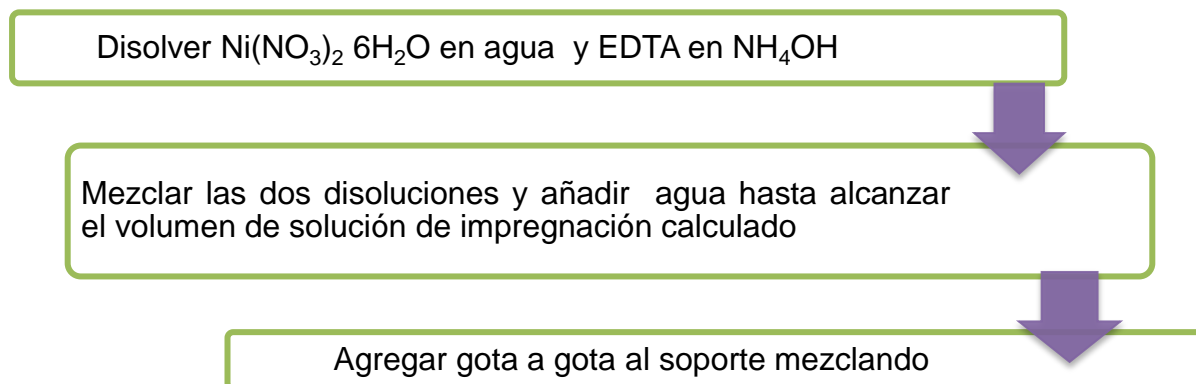 Disolver Ni(NO₃)₂ 6H₂O en agua y EDTA en NH₄OH
Mezclar las dos disoluciones y añadir agua hasta alcanzar
el volumen de solución de impregnación calculado
Agregar gota a gota al soporte mezclando